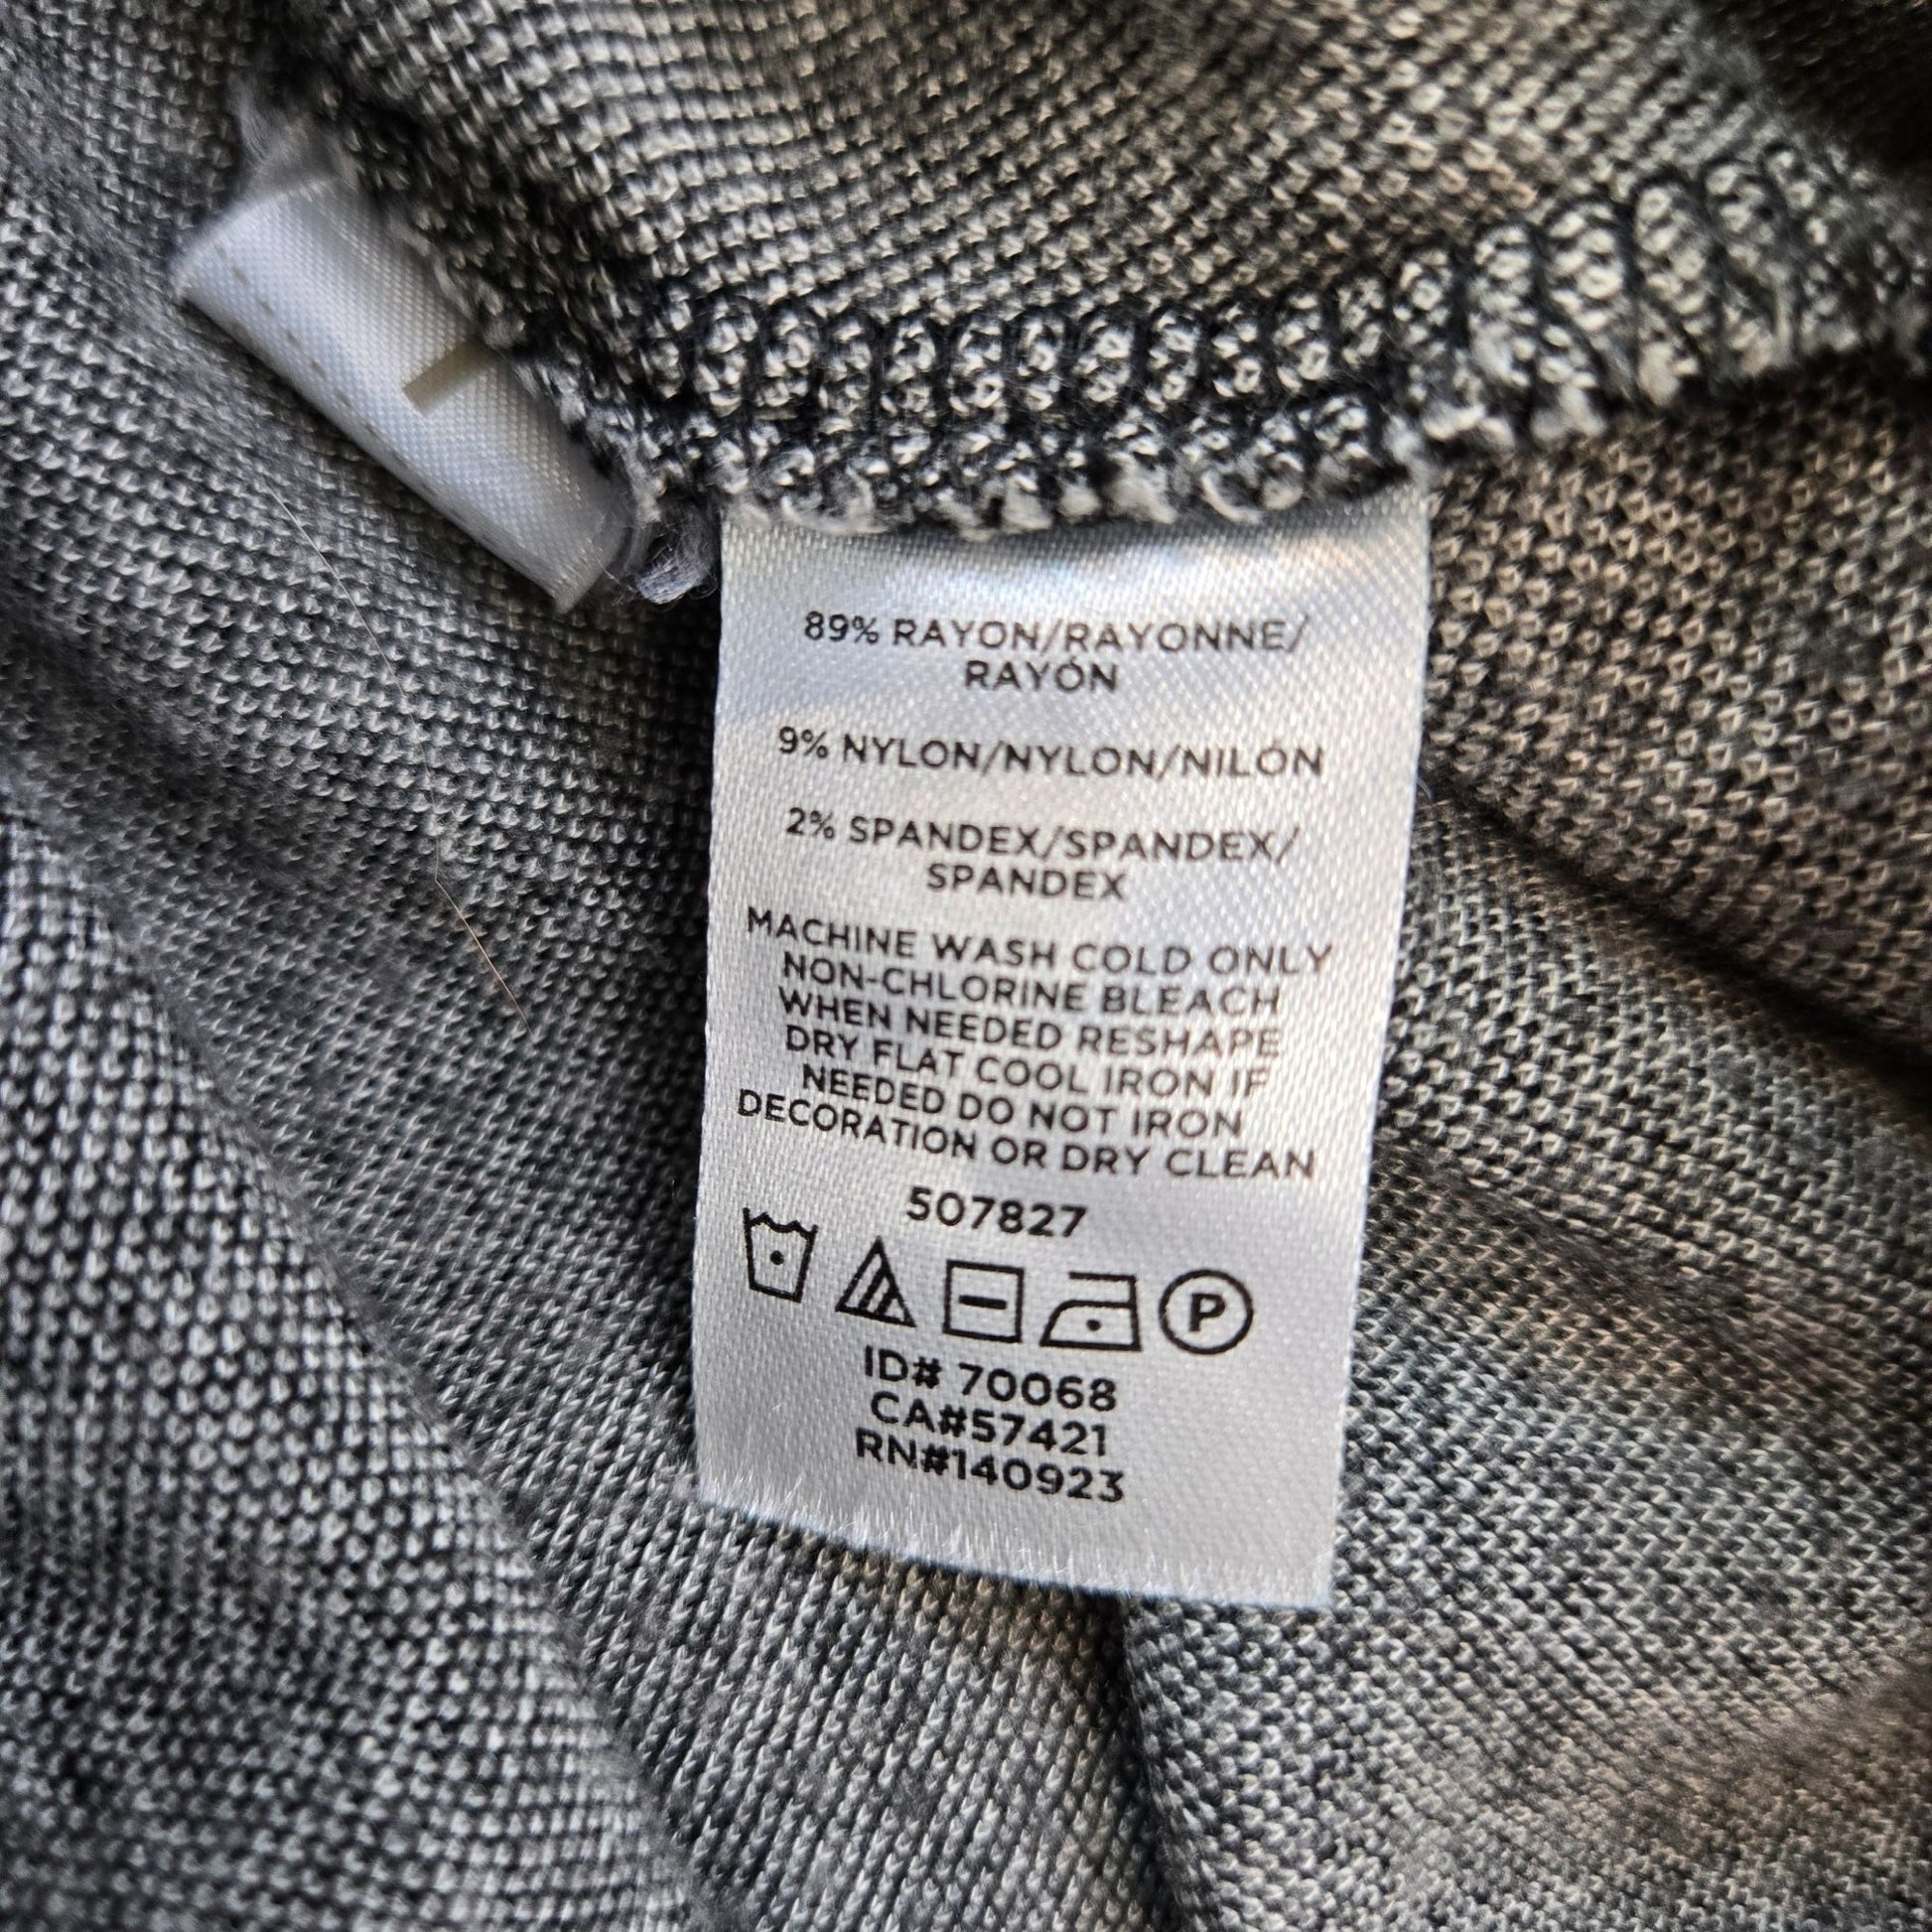 89% RAYON/RAYONNE/
RAYÓN
9% NYLON/NYLON/NILÓN
2% SPANDEX/SPANDEX/
SPANDEX
MACHINE WASH COLD ONLY
NON-CHLORINE BLEACH
WHEN NEEDED RESHAPE
DRY FLAT COOL IRON IF
NEEDED DO NOT IRON
DECORATION OR DRY CLEAN
507827
P
ID# 70068
CA#57421
RN#140923